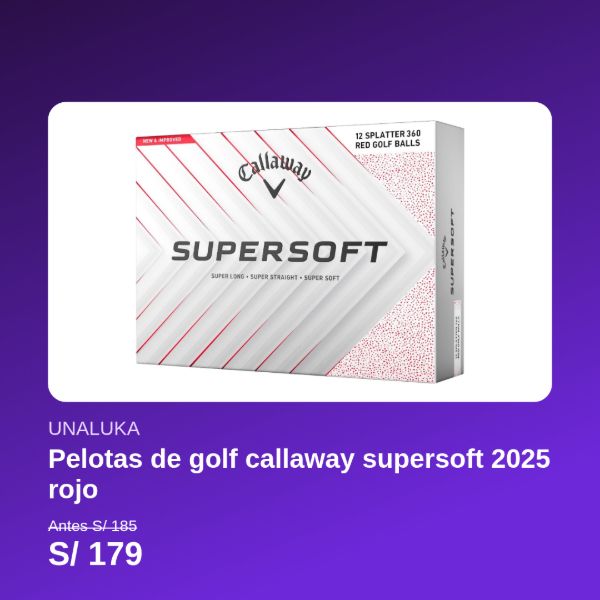 NEW & IMPROVED
12 SPLATTER 360
RED GOLF BALLS
Callaway
SUPERSOFT
SUPER LONG • SUPER STRAIGHT • SUPER SOFT
Callaway
SUPERSOFT
UNALUKA
Pelotas de golf callaway supersoft 2025
rojo
Antes S/ 185
S/ 179